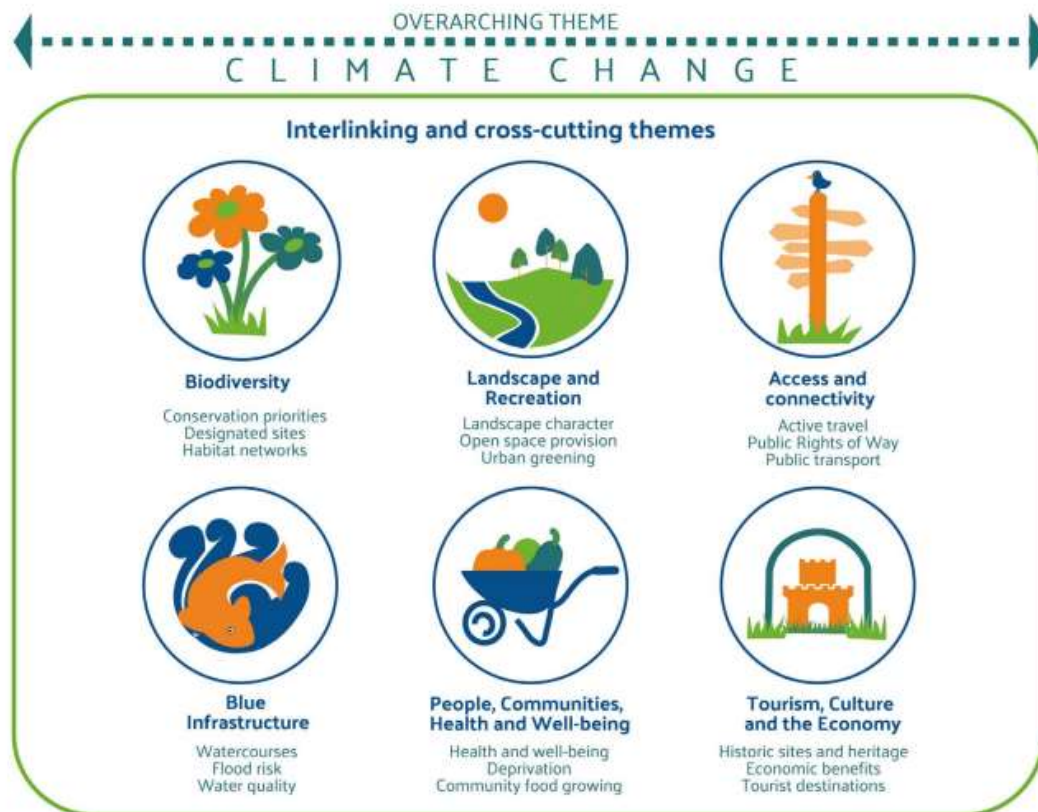 OVERARCHING THEME
CLIMATE CHANGE
Interlinking and cross-cutting themes
Biodiversity
Conservation priorities
Designated sites
Habitat networks
Landscape and
Recreation
Landscape character
Open space provision
Urban greening
Access and
connectivity
Active travel
Public Rights of Way
Public transport
Blue
Infrastructure
Watercourses
Flood risk
Water quality
People, Communities,
Health and Well-being
Health and well-being
Deprivation
Community food growing
Tourism, Culture
and the Economy
Historic sites and heritage
Economic benefits
Tourist destinations